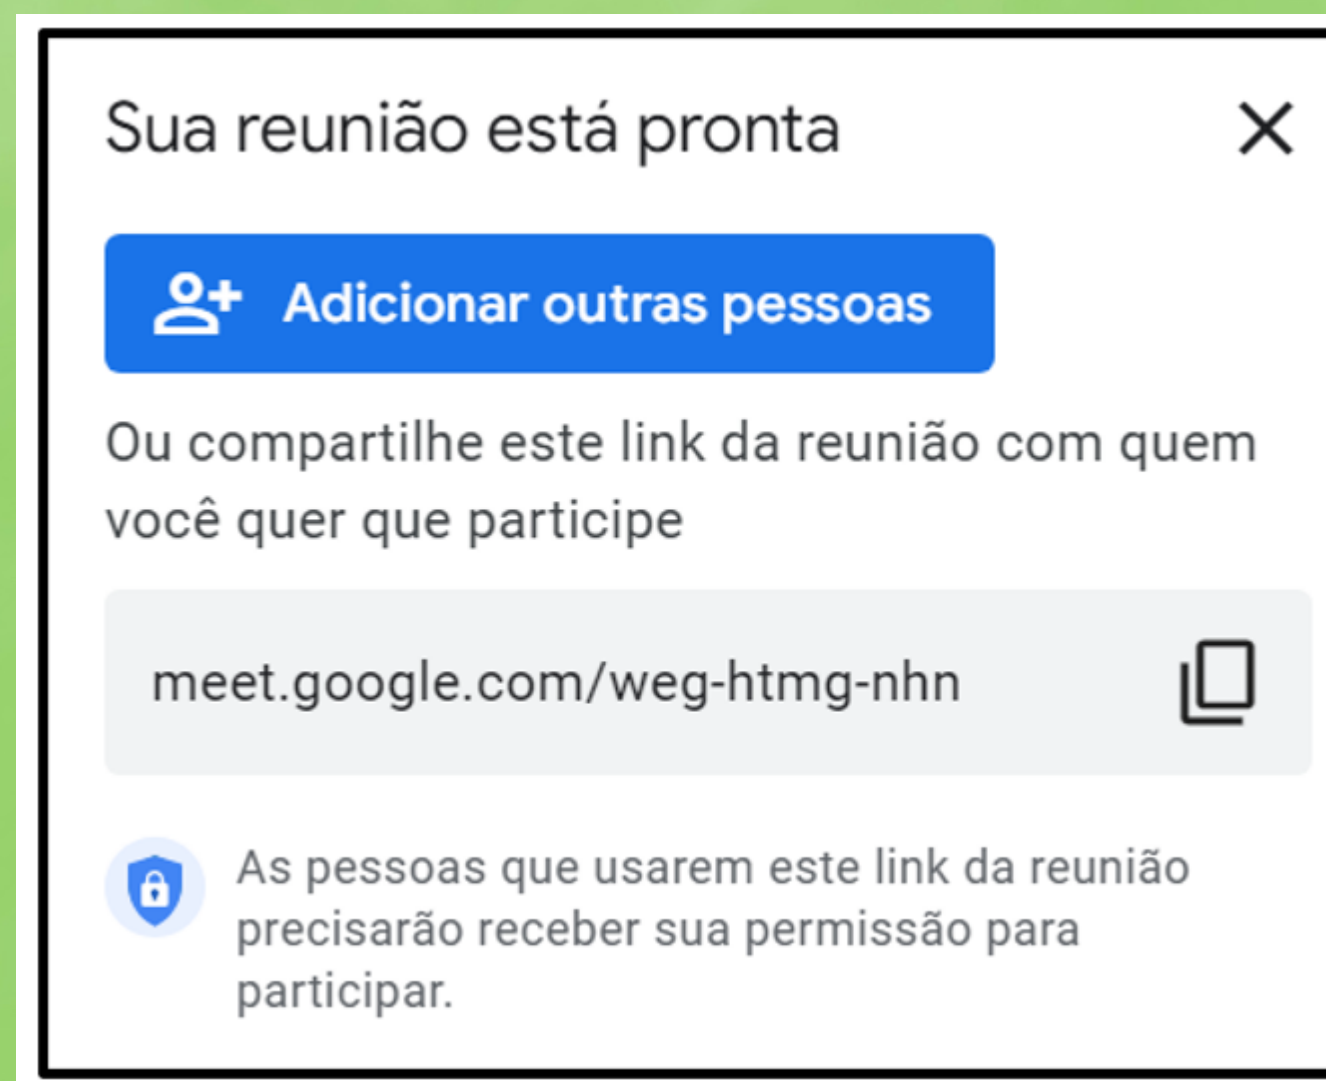 Sua reunião está pronta
Adicionar outras pessoas
Ou compartilhe este link da reunião com quem
você quer que participe
meet.google.com/weg-htmg-nhn
As pessoas que usarem este link da reunião
precisarão receber sua permissão para
participar.